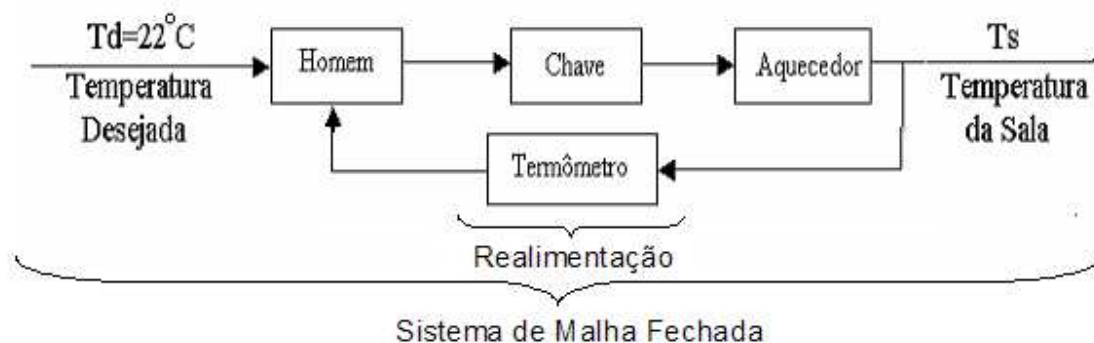 Td=22°C
Temperatura
Desejada
Homem
Chave
Aquecedor
Ts
Temperatura
da Sala
Termômetro
Realimentação
Sistema de Malha Fechada